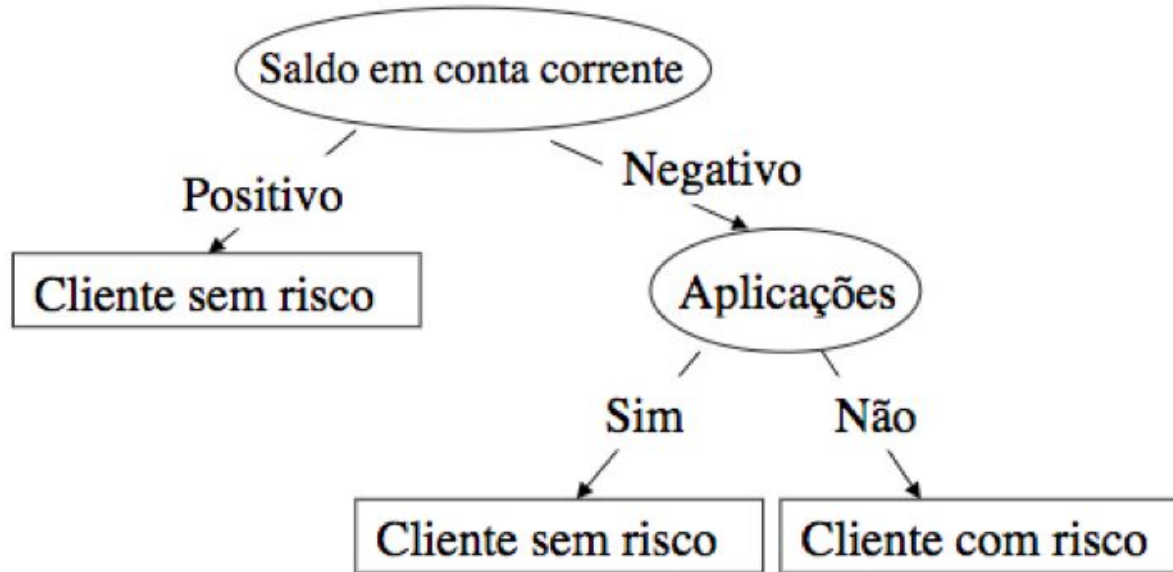 Saldo em conta corrente
Positivo
Negativo
Cliente sem risco
Aplicações
Sim
Não
Cliente sem risco
Cliente com risco